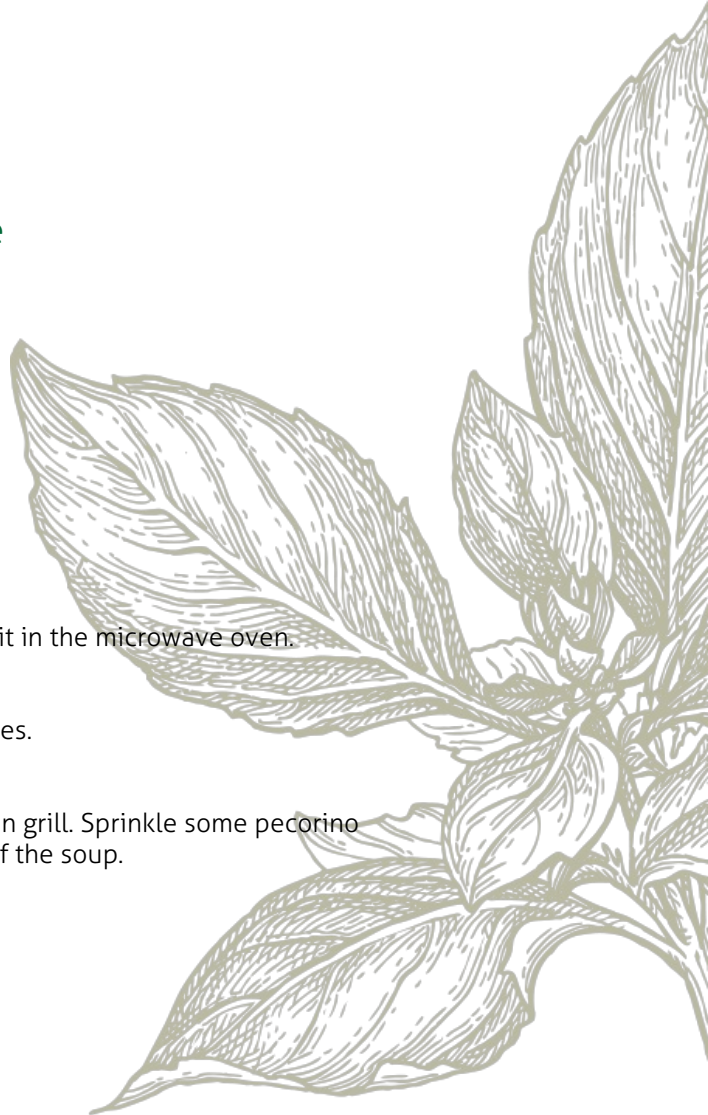 e
it in the microwave oven.
es.
n grill. Sprinkle some pecorino
f the soup.